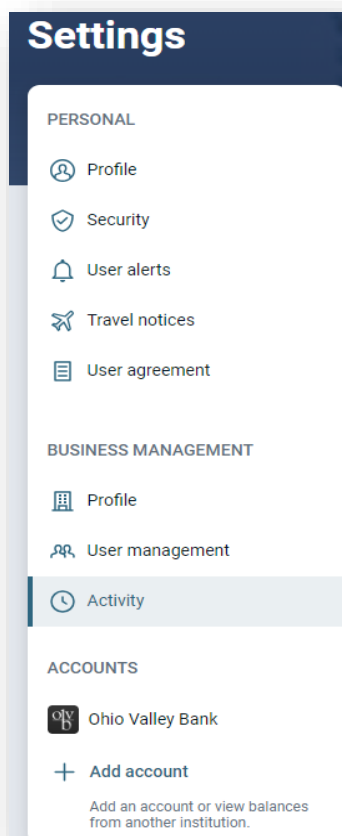 Settings
PERSONAL
Profile
Security
User alerts
Travel notices
User agreement
BUSINESS MANAGEMENT
Profile
User management
Activity
ACCOUNTS
ovb Ohio Valley Bank
Add account
Add an account or view balances
from another institution.